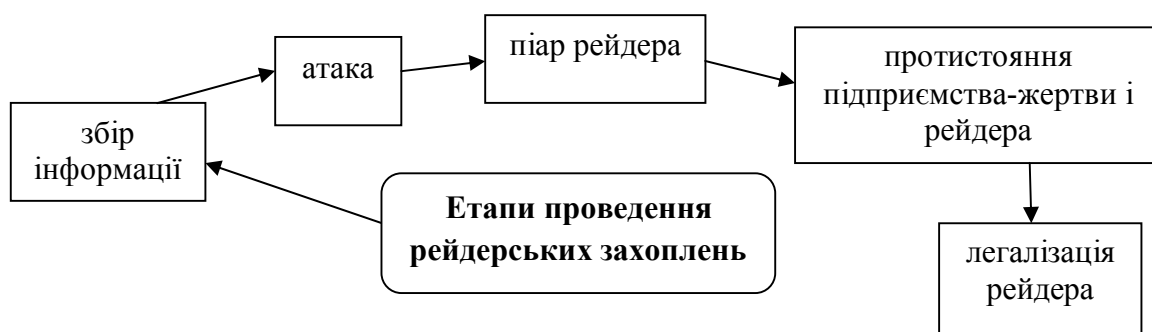 піар рейдера
атака
протистояння
підприємства-жертви і
рейдера
збір
інформації
Етапи проведення
рейдерських захоплень
легалізація
рейдера